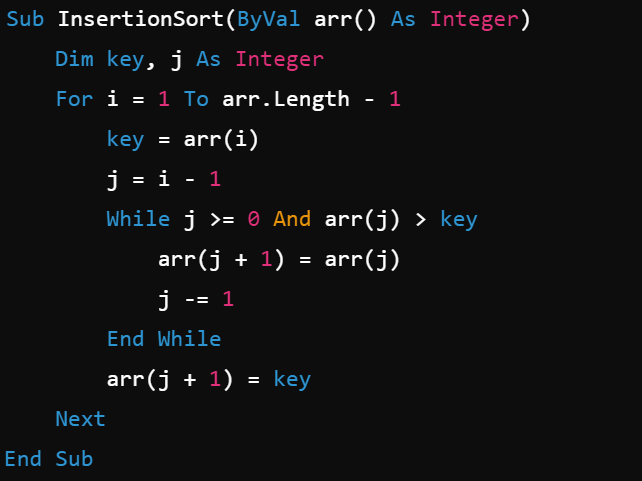 Sub InsertionSort(ByVal arr() As Integer)
    Dim key, j As Integer
    For i = 1 To arr.Length - 1
        key = arr(i)
        j = i - 1
        While j >= 0 And arr(j) > key
            arr(j + 1) = arr(j)
            j -= 1
        End While
        arr(j + 1) = key
    Next
End Sub